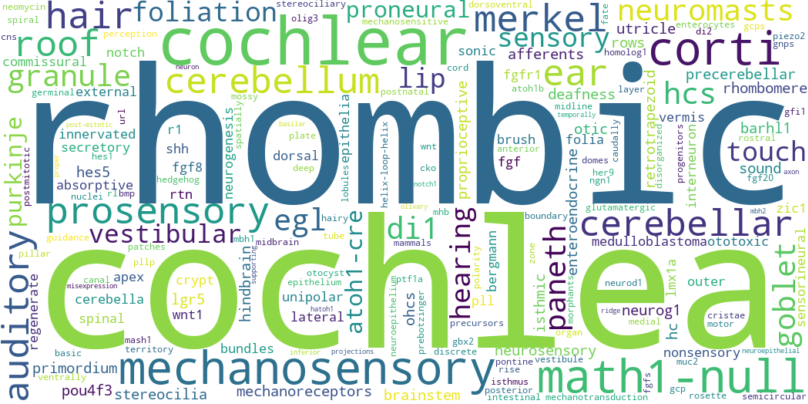 neomycin
spiral
hair
foliation
stereociliary
olig3
proneural
mechanosensitive
dorsoventral
merkel
fate
di2
enterocytes
piezo2
gnps
neuromasts
cns
perception
roof
commissural
notch
cochlear
sonic
afferents
sensory
rows
utricle
homolog1
gcps
corti
granule
germinal
external
neuron
cerebellum
mossy
cord
postnatal
lip
fgfr1
ear
atoh1b
deafness
hcs
precerebellar
rhombomere
layer
gfi1
rhombic
innervated
secretory
r1
shh
hes1
hes5
absorptive
url
fgf8
rtn
hedgehog
nuclei
rl1
bmp
purkinje
postmitotic
post-mitotic
neurogenesis
spatially
plate
dorsal
deep
basilar
lobules
epithelia
helix-loop-helix
wnt
anterior
cko
notch1
fgf
brush
proprioceptive
midline
temporally
otic
folia
domes
her9
ngn1
caudally
fgf20
progenitors
retrotrapezoid
disorganized
interneuron
vermis
barhl1
rostral
touch
sound
axon
zic1
prosensory
egl
olivary
hairy
di1
mhb
glutamatergic
boundary
mbh2
cerebellar
vestibular
guidance
pillar
patches
pllp
mbh1
midbrain
tube
mammals
hearing
medulloblastoma
ototoxic
cochlea
auditory
regenerate
canal
misexpression
apex
cerebella
spinal
crypt
lgr5
wnt1
mash1
territory
hindbrain
supporting
otocyst
epithelium
unipolar
hatoh1
lateral
atoh1-cre
neuroepithelium
ptf1a
prebotzinger
ohcs
pll
polarity
bergmann
precursors
gbx2
discrete
zone
isthmic
morphants
paneth
enteroendocrine
neurod1
ridge
neurog1
medial
hc
lmx1a
outer
cristae
motor
goblet
sensorineural
basic
primordium
ventrally
pou4f3
bundles
stereocilia
mechanosensory
mechanoreceptors
inferior
projections
brainstem
neurosensory
pontine
rise
isthmus
posterior
vestibule
organ
intestinal
mechanotransduction
math1-null
nonsensory
muc2
neuroepithelial
fgfs
gcp
rosette
semicircular